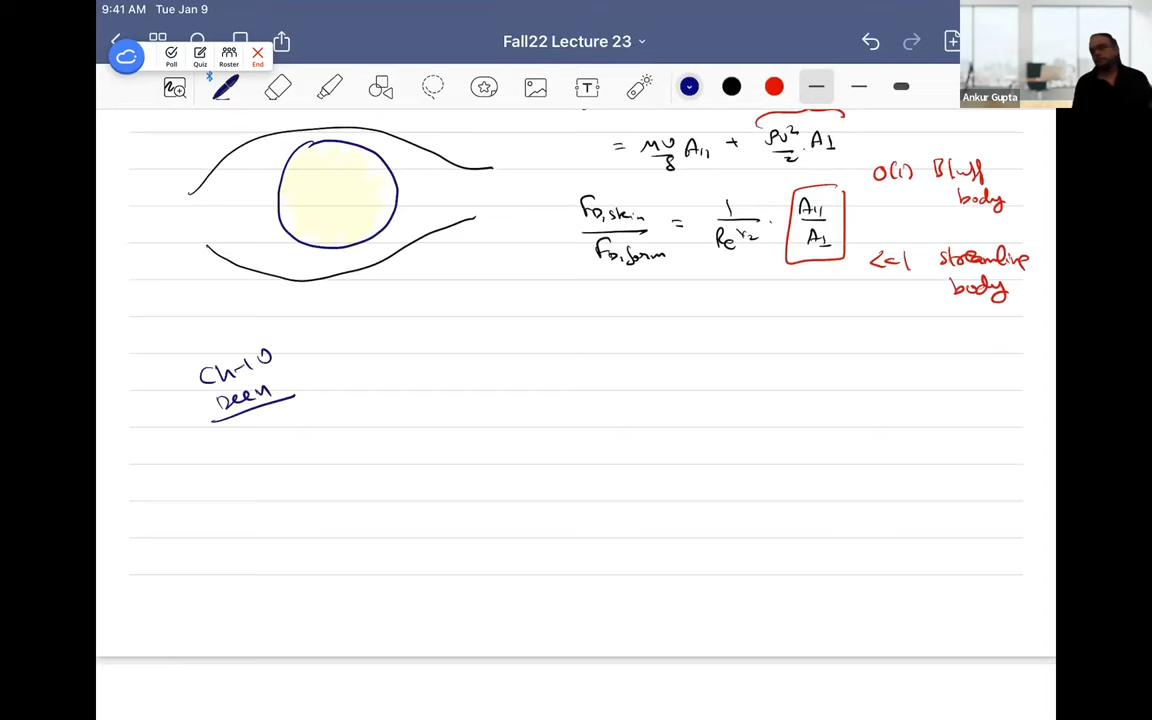 9:41 AM Tue Jan 9
Fall22 Lecture 23
Poll Quiz Roster End
T
Ankur Gupta
= μU/δ A|| + ρU²/2 . A⊥
O(1) Bluff
body
F_D,skin / F_D,form = 1/Re^1/2 . A||/A⊥
<<1 streamline
body
Ch-10
Deen